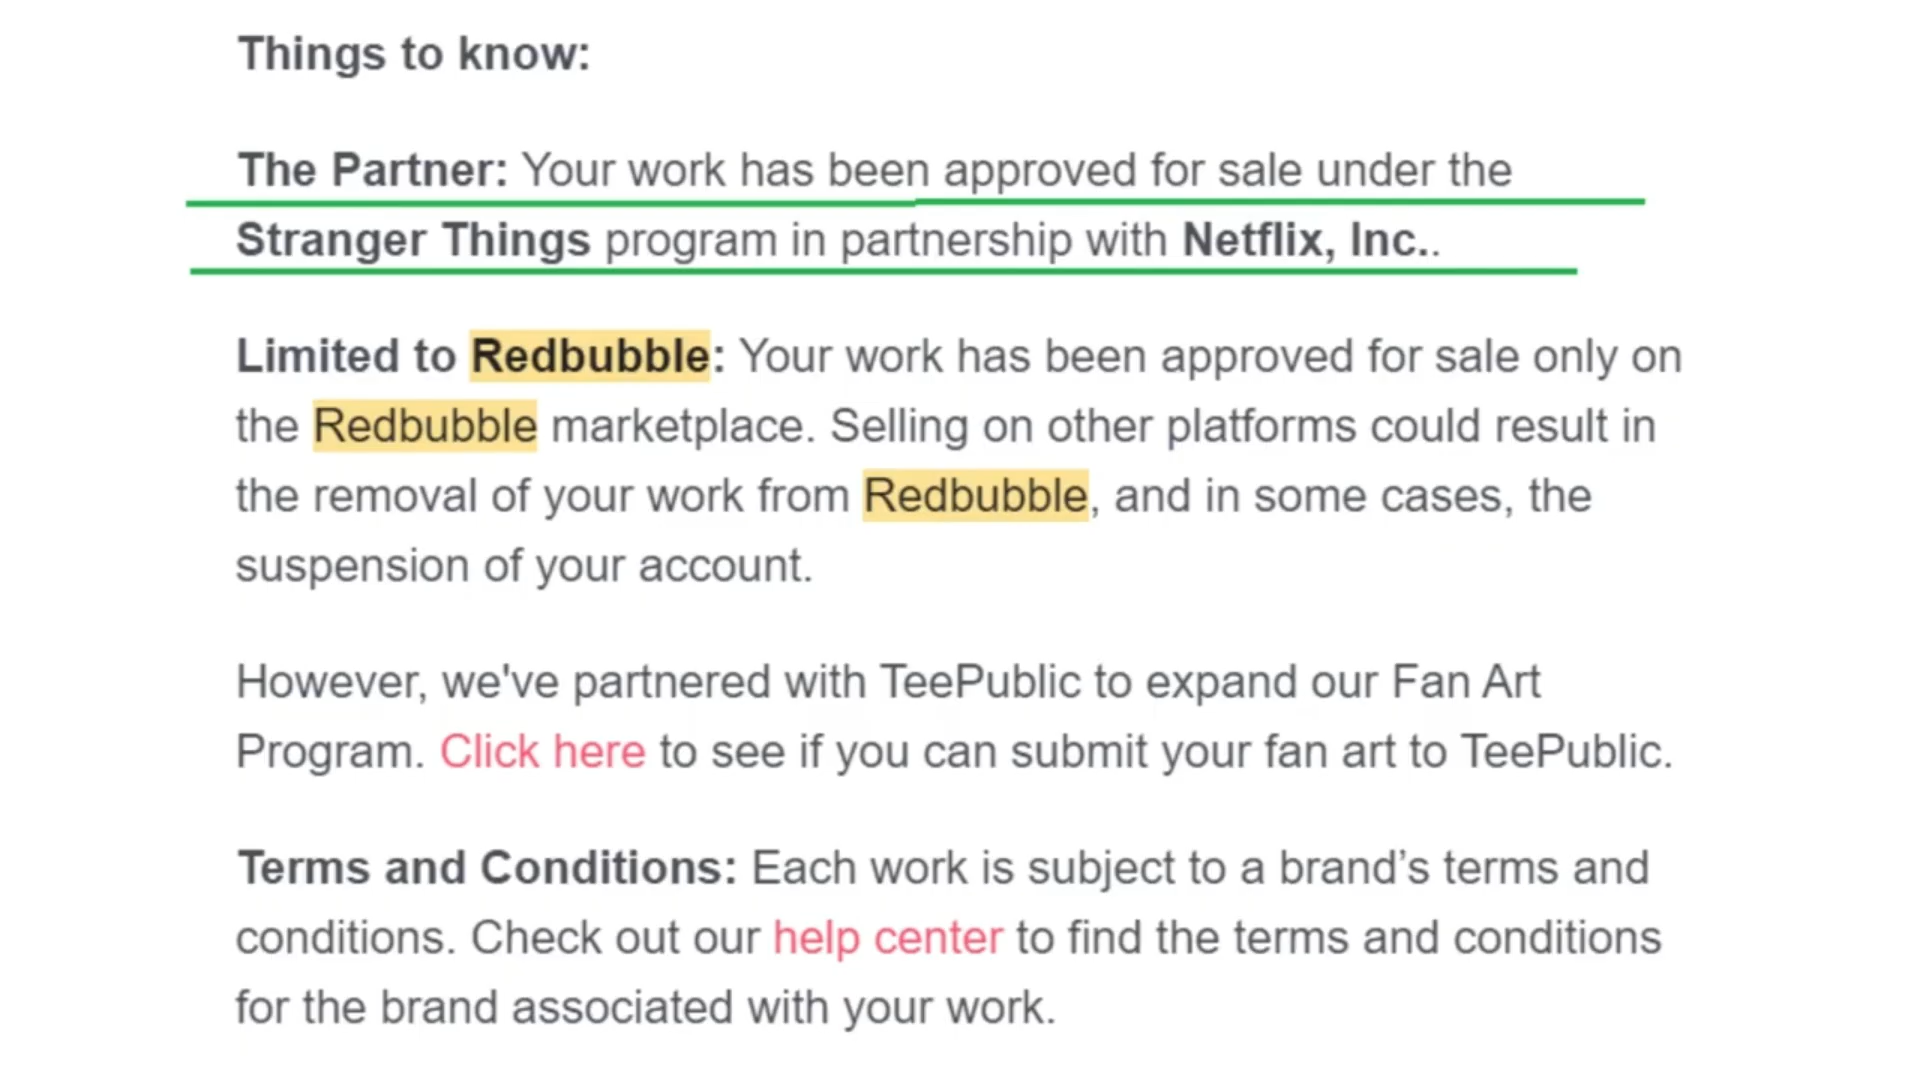 Things to know:
The Partner: Your work has been approved for sale under the
Stranger Things program in partnership with Netflix, Inc..
Limited to Redbubble: Your work has been approved for sale only on
the Redbubble marketplace. Selling on other platforms could result in
the removal of your work from Redbubble, and in some cases, the
suspension of your account.
However, we've partnered with TeePublic to expand our Fan Art
Program. Click here to see if you can submit your fan art to TeePublic.
Terms and Conditions: Each work is subject to a brand’s terms and
conditions. Check out our help center to find the terms and conditions
for the brand associated with your work.